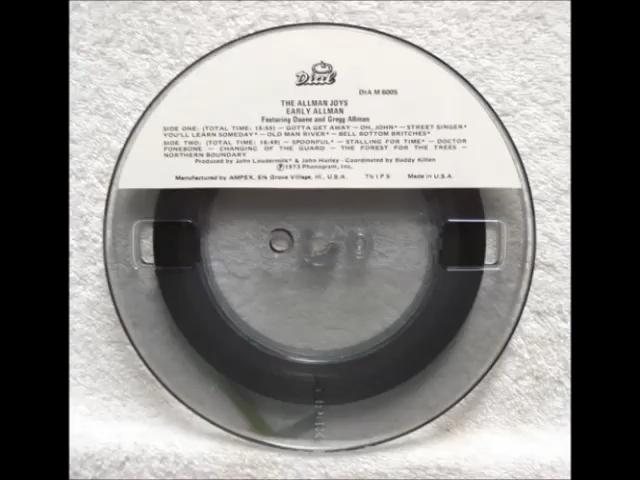 Dial
DIA M 6005
THE ALLMAN JOYS
EARLY ALLMAN
Featuring Duane and Gregg Allman
SIDE ONE: (TOTAL TIME: 15:55) — GOTTA GET AWAY — OH, JOHN* — STREET SINGER*
YOU'LL LEARN SOMEDAY* — OLD MAN RIVER* — BELL BOTTOM BRITCHES*
SIDE TWO: (TOTAL TIME: 16:49) — SPOONFUL* — STALLING FOR TIME* — DOCTOR
FONEBONE — CHANGING OF THE GUARD — THE FOREST FOR THE TREES —
NORTHERN BOUNDARY
Produced by John Loudermilk* & John Hurley - Coordinated by Buddy Killen
Ⓟ1973 Phonogram, Inc.
Manufactured by AMPEX, Elk Grove Village, Ill., U.S.A. 7½ I P S Made in U.S.A.